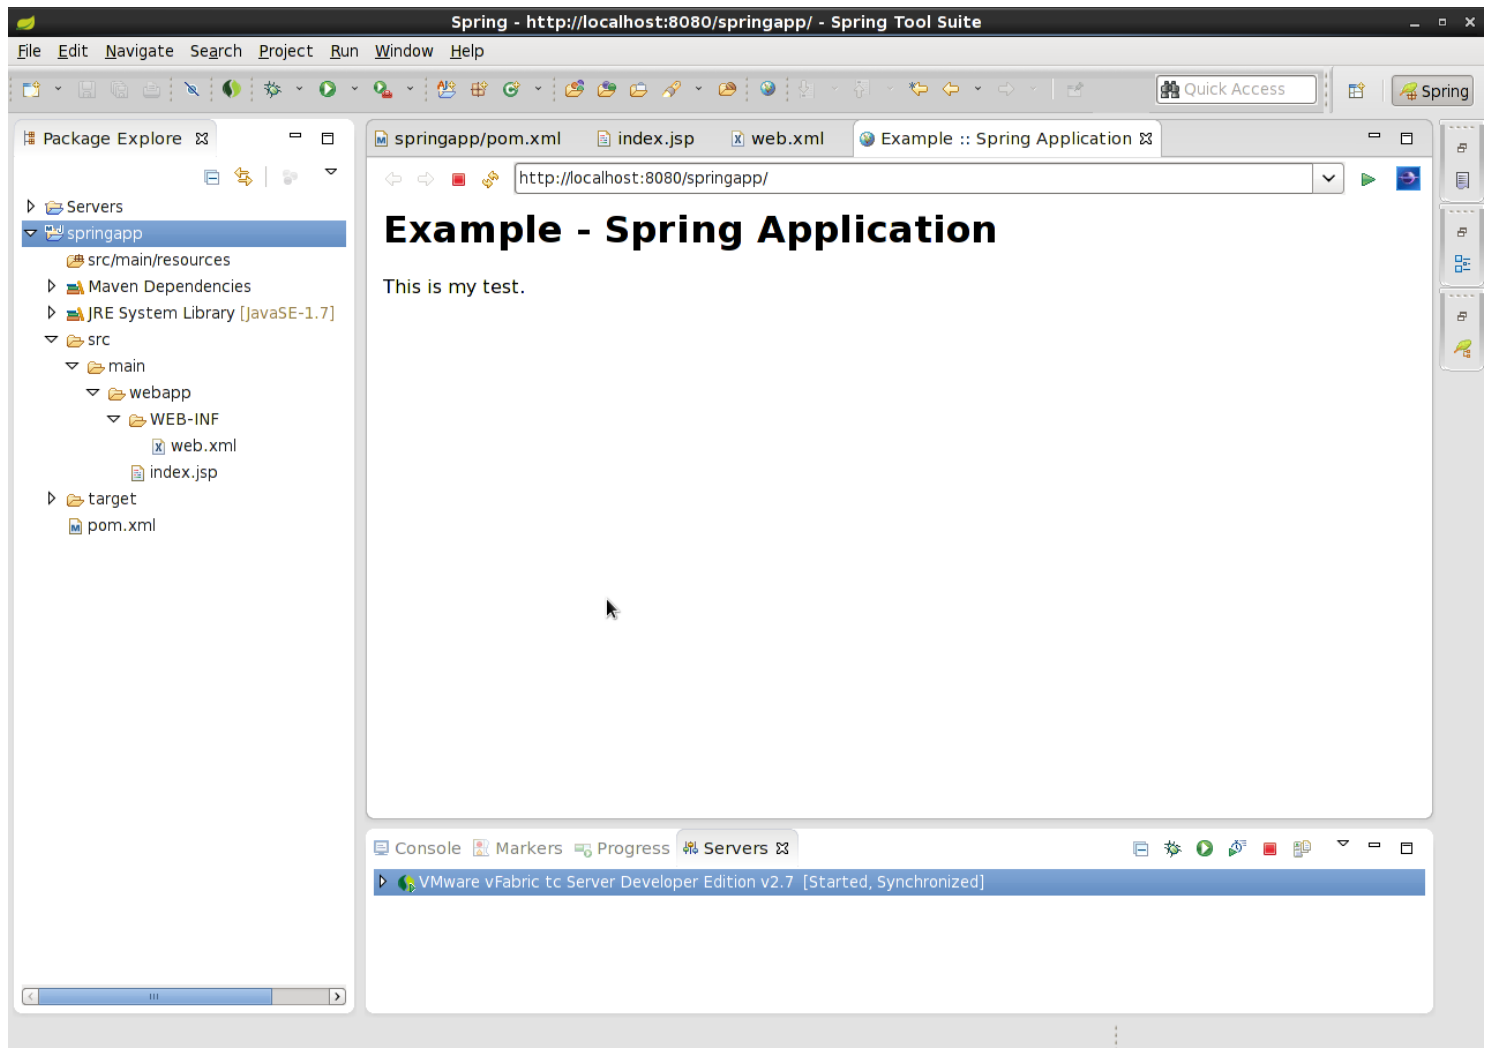 Spring - http://localhost:8080/springapp/ - Spring Tool Suite
File Edit Navigate Search Project Run Window Help
Quick Access
Spring
Package Explore
springapp/pom.xml index.jsp web.xml Example :: Spring Application
http://localhost:8080/springapp/
Servers
springapp
src/main/resources
Maven Dependencies
JRE System Library [JavaSE-1.7]
src
main
webapp
WEB-INF
web.xml
index.jsp
target
pom.xml
Example - Spring Application
This is my test.
Console Markers Progress Servers
VMware vFabric tc Server Developer Edition v2.7 [Started, Synchronized]